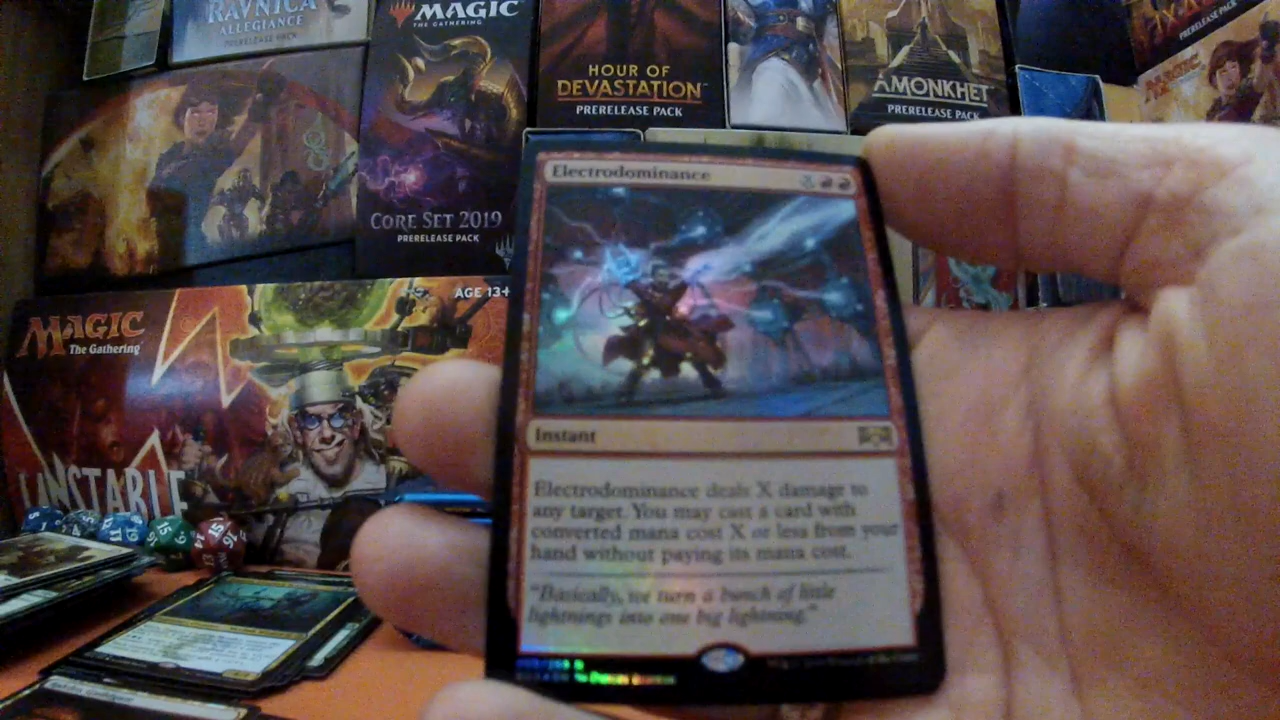 RAVNICA
ALLEGIANCE
PRERELEASE PACK
MAGIC
THE GATHERING
CORE SET 2019
PRERELEASE PACK
HOUR OF
DEVASTATION
PRERELEASE PACK
AMONKHET
PRERELEASE PACK
PRERELEASE PACK
MAGIC
AGE 13+
MAGIC
The Gathering
UNSTABLE
Electrodominance
X
Instant
Electrodominance deals X damage to
any target. You may cast a card with
converted mana cost X or less from your
hand without paying its mana cost.
"Basically, we turn a bunch of little
lightnings into one big lightning."